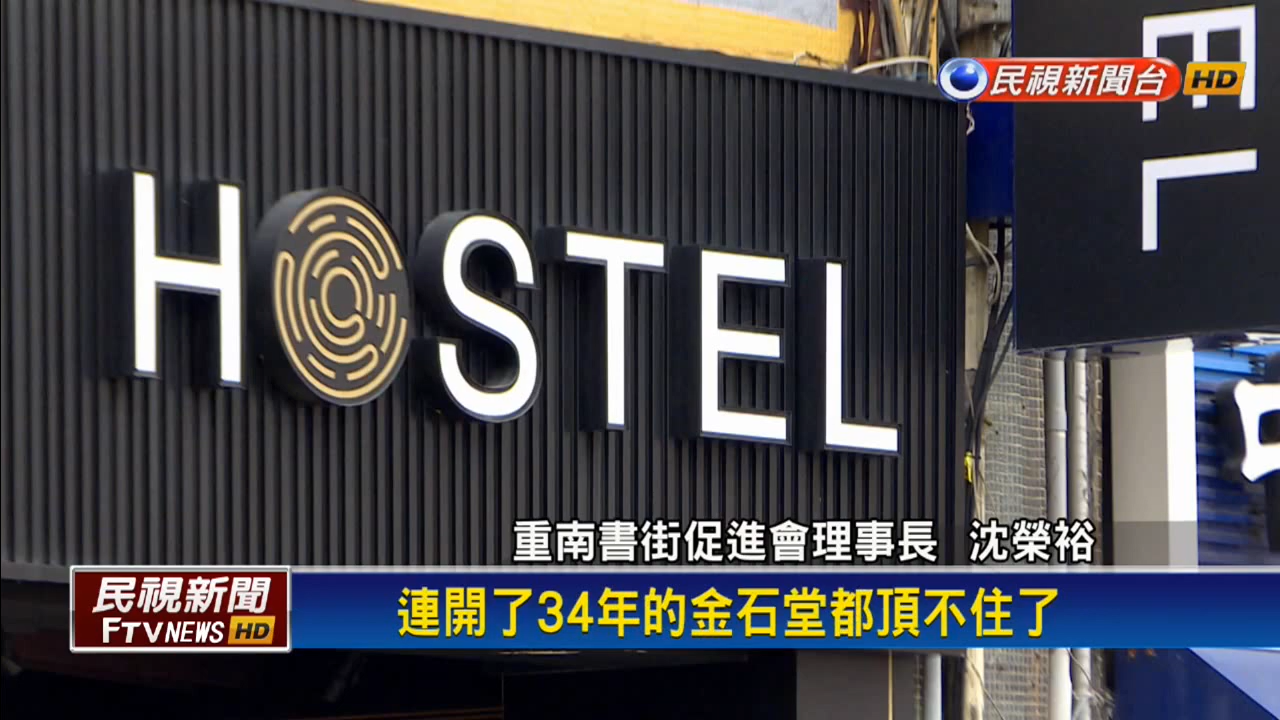 民視新聞台 HD
EL
HOSTEL
重南書街促進會理事長 沈榮裕
民視新聞
FTVNEWS HD
連開了34年的金石堂都頂不住了